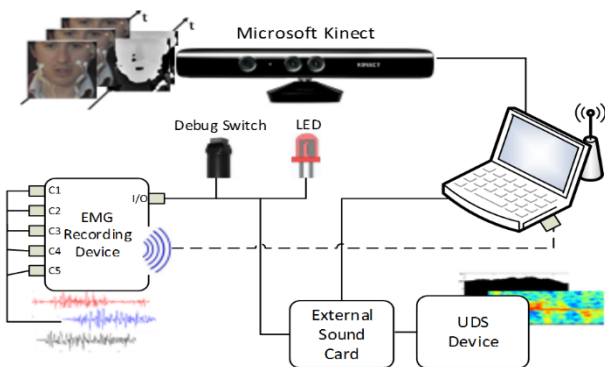 t
t
Microsoft Kinect
KINECT
Debug Switch
LED
C1
I/O
C2
EMG
C3
Recording
C4
Device
C5
External
Sound
Card
UDS
Device